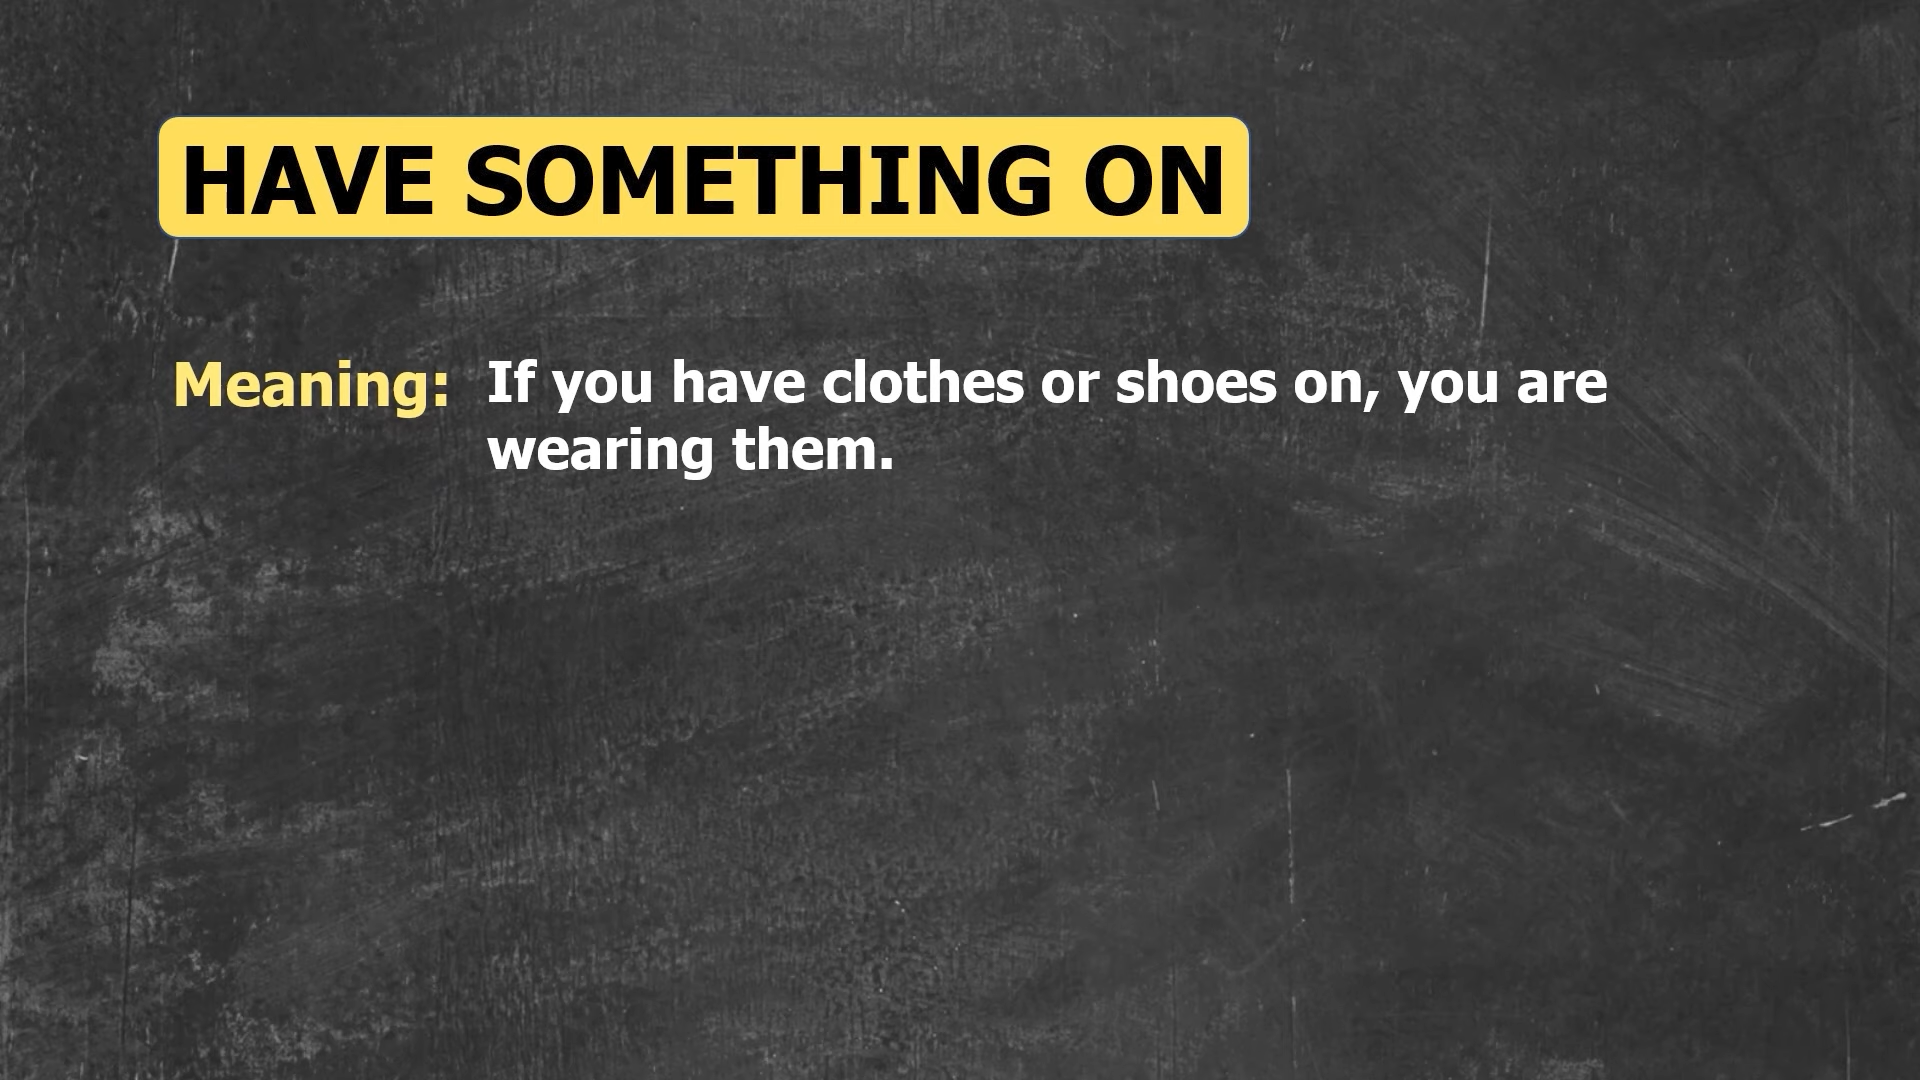 HAVE SOMETHING ON
Meaning: If you have clothes or shoes on, you are
wearing them.